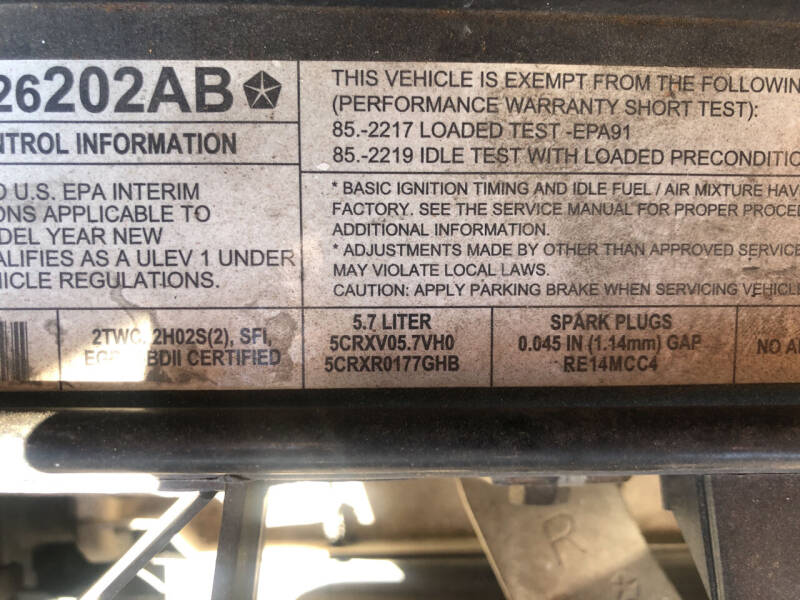 26202AB
NTROL INFORMATION
U.S. EPA INTERIM
ONS APPLICABLE TO
DEL YEAR NEW
ALIFIES AS A ULEV 1 UNDER
HICLE REGULATIONS.
THIS VEHICLE IS EXEMPT FROM THE FOLLOWIN
(PERFORMANCE WARRANTY SHORT TEST):
85.-2217 LOADED TEST -EPA91
85.-2219 IDLE TEST WITH LOADED PRECONDITIO
* BASIC IGNITION TIMING AND IDLE FUEL / AIR MIXTURE HAV
FACTORY. SEE THE SERVICE MANUAL FOR PROPER PROCE
ADDITIONAL INFORMATION.
* ADJUSTMENTS MADE BY OTHER THAN APPROVED SERVICE
MAY VIOLATE LOCAL LAWS.
CAUTION: APPLY PARKING BRAKE WHEN SERVICING VEHICL
2TWC, 2H02S(2), SFI,
CERTIFIED
5.7 LITER
5CRXV05.7VH0
5CRXR0177GHB
SPARK PLUGS
0.045 IN (1.14mm) GAP
RE14MCC4
NO A
R